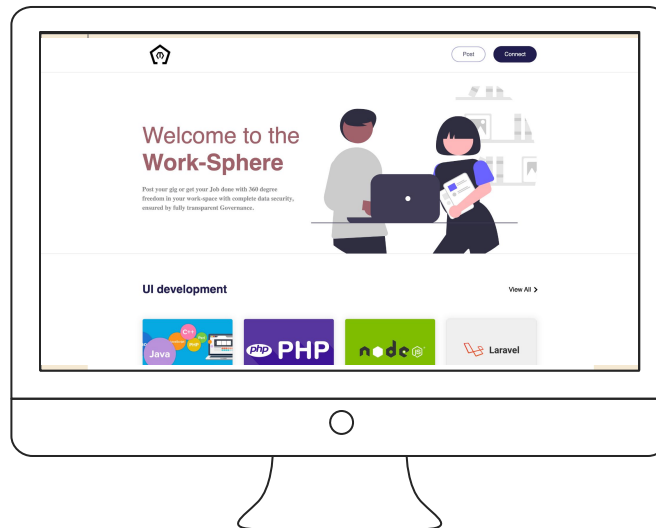 Post
Connect
Welcome to the
Work-Sphere
Post your gig or get your Job done with 360 degree
freedom in your work-space with complete data security,
ensured by fully transparent Governance.
UI development
View All
C++
Java
php PHP
node JS
Laravel